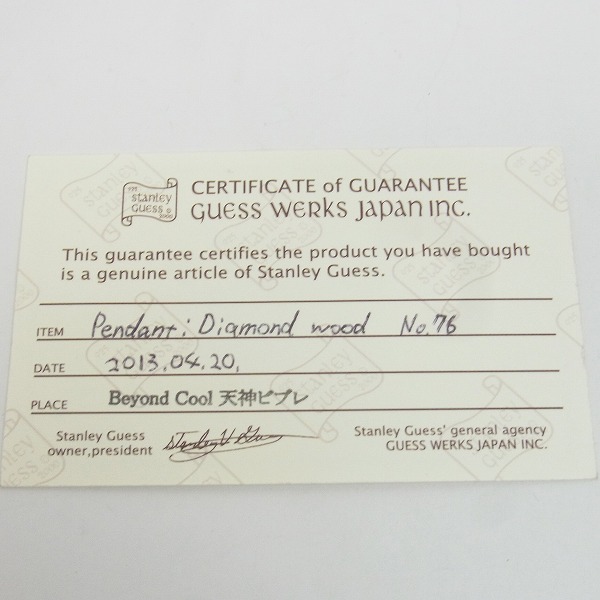 stanley
Guess
CERTIFICATE of GUARANTEE
GUESS WERKS JAPAN INC.
This guarantee certifies the product you have bought
is a genuine article of Stanley Guess.
ITEM Pendant: Diamond wood No.76
DATE 2013.04.20.
PLACE Beyond Cool 天神ビブレ
Stanley Guess
owner,president
Stanley Guess' general agency
GUESS WERKS JAPAN INC.